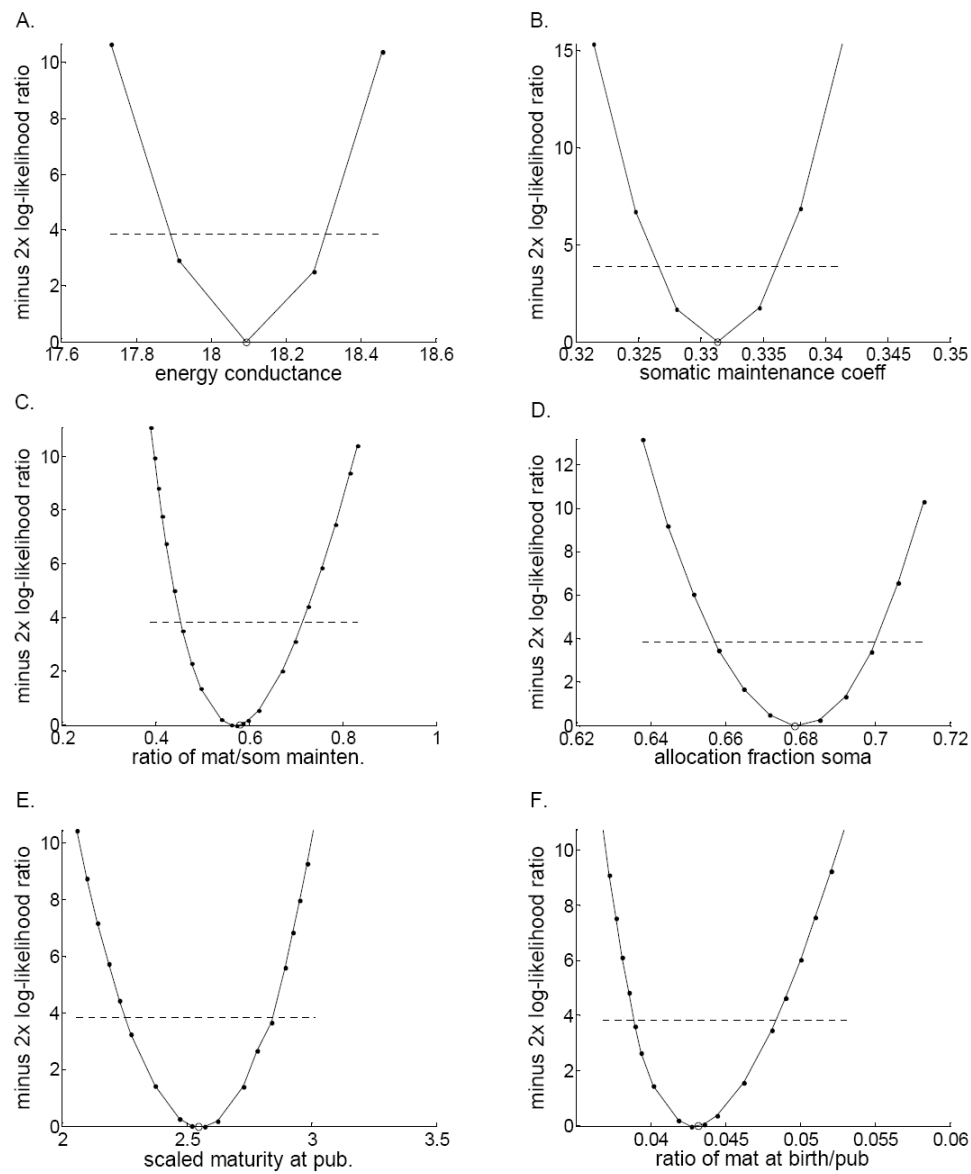 A.
minus 2x log-likelihood ratio
10
8
6
4
2
0
17.6 17.8 18 18.2 18.4 18.6
energy conductance
B.
minus 2x log-likelihood ratio
15
10
5
0
0.32 0.325 0.33 0.335 0.34 0.345 0.35
somatic maintenance coeff
C.
minus 2x log-likelihood ratio
10
8
6
4
2
0
0.2 0.4 0.6 0.8 1
ratio of mat/som mainten.
D.
minus 2x log-likelihood ratio
12
10
8
6
4
2
0
0.62 0.64 0.66 0.68 0.7 0.72
allocation fraction soma
E.
minus 2x log-likelihood ratio
10
8
6
4
2
0
2 2.5 3 3.5
scaled maturity at pub.
F.
minus 2x log-likelihood ratio
10
8
6
4
2
0
0.04 0.045 0.05 0.055 0.06
ratio of mat at birth/pub